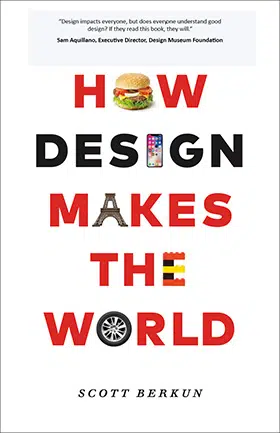 "Design impacts everyone, but does everyone understand good
design? If they read this book, they will."
Sam Aquillano, Executive Director, Design Museum Foundation
HOW
DESIGN
MAKES
THE
WORLD
SCOTT BERKUN